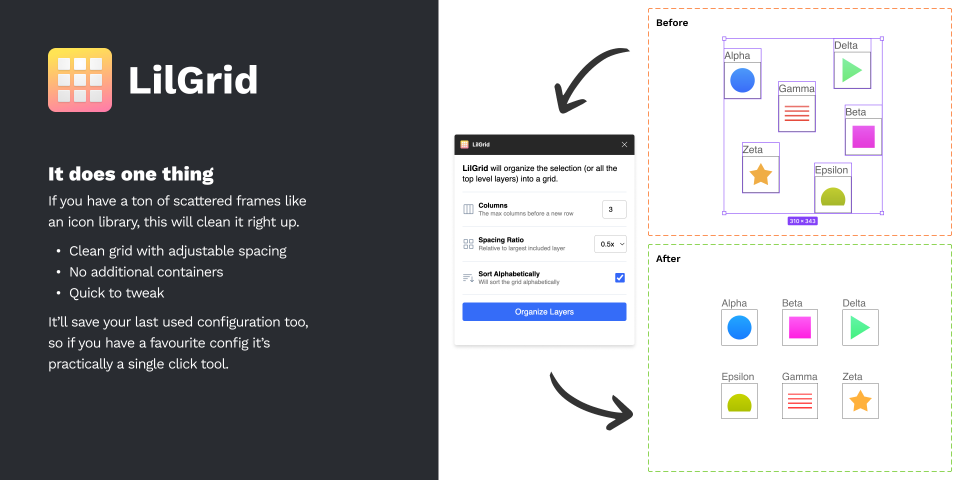 LilGrid
It does one thing
If you have a ton of scattered frames like
an icon library, this will clean it right up.
• Clean grid with adjustable spacing
• No additional containers
• Quick to tweak
It'll save your last used configuration too,
so if you have a favourite config it's
practically a single click tool.
LilGrid
LilGrid will organize the selection (or all the
top level layers) into a grid.
Columns
The max columns before a new row
3
Spacing Ratio
Relative to largest included layer
0.5x
Sort Alphabetically
Will sort the grid alphabetically
Organize Layers
Before
Alpha
Delta
Gamma
Beta
Zeta
Epsilon
310 × 343
After
Alpha
Beta
Delta
Epsilon
Gamma
Zeta